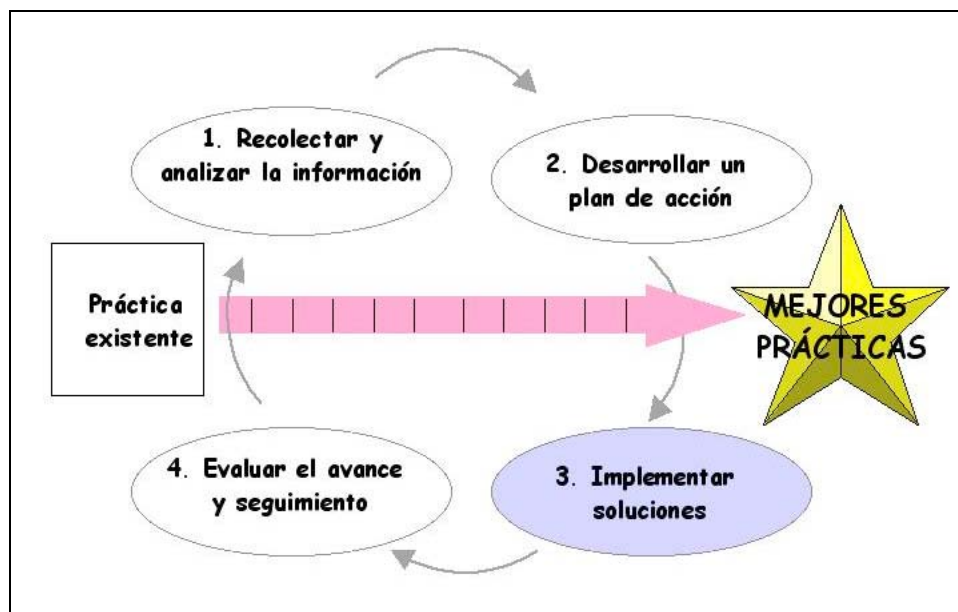 1. Recolectar y
analizar la información
2. Desarrollar un
plan de acción
Práctica
existente
MEJORES
PRÁCTICAS
4. Evaluar el avance
y seguimiento
3. Implementar
soluciones